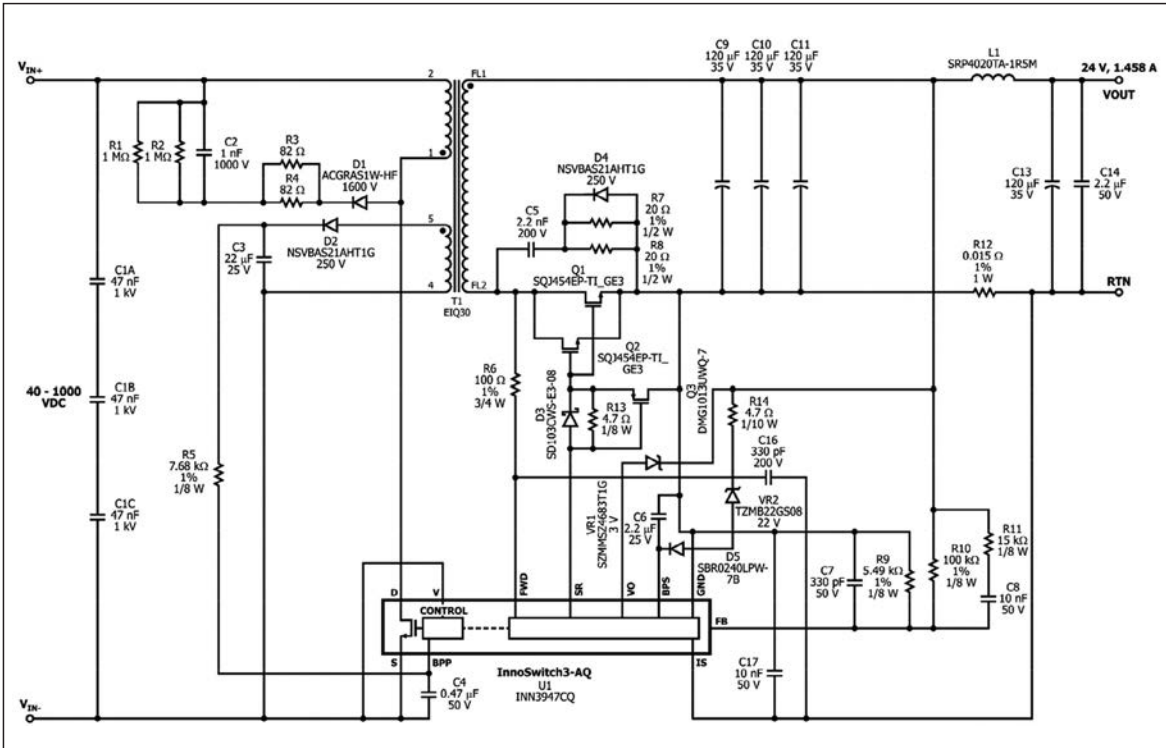 V_IN+
R1
1 MΩ
R2
1 MΩ
C2
1 nF
1000 V
R3
82 Ω
R4
82 Ω
D1
ACGRAS1W-HF
1600 V
2
1
5
4
FL1
FL2
T1
EIQ30
C3
22 µF
25 V
D2
NSVBAS21AHT1G
250 V
C1A
47 nF
1 kV
40 - 1000
VDC
C1B
47 nF
1 kV
C1C
47 nF
1 kV
R5
7.68 kΩ
1%
1/8 W
V_IN-
C9
120 µF
35 V
C10
120 µF
35 V
C11
120 µF
35 V
L1
SRP4020TA-1R5M
24 V, 1.458 A
VOUT
C13
120 µF
35 V
C14
2.2 µF
50 V
R12
0.015 Ω
1%
1 W
RTN
D4
NSVBAS21AHT1G
250 V
C5
2.2 nF
200 V
R7
20 Ω
1%
1/2 W
R8
20 Ω
1%
1/2 W
Q1
SQJ454EP-TI_GE3
Q2
SQJ454EP-TI_
GE3
R6
100 Ω
1%
3/4 W
D3
SD103CWS-E3-08
R13
4.7 Ω
1/8 W
Q3
DMG1013UWQ-7
R14
4.7 Ω
1/10 W
C16
330 pF
200 V
VR1
SZMMSZ4683T1G
3 V
VR2
TZMB22GS08
22 V
C6
2.2 µF
25 V
D5
SBR0240LPW-
7B
C7
330 pF
50 V
R9
5.49 kΩ
1%
1/8 W
R10
100 kΩ
1%
1/8 W
R11
15 kΩ
1/8 W
C8
10 nF
50 V
D
V
FWD
SR
VO
BPS
GND
CONTROL
FB
S
BPP
IS
InnoSwitch3-AQ
U1
INN3947CQ
C4
0.47 µF
50 V
C17
10 nF
50 V